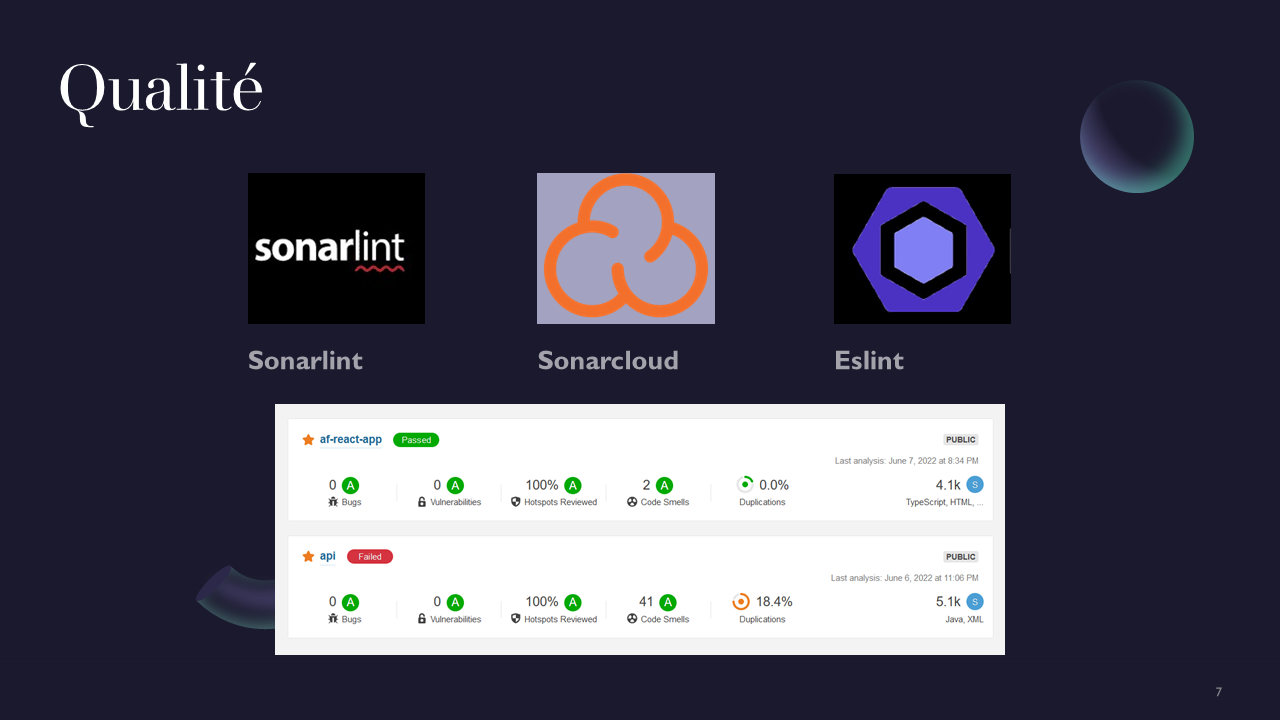 Qualité
sonarlint
Sonarlint
Sonarcloud
Eslint
af-react-app Passed PUBLIC
Last analysis: June 7, 2022 at 8:34 PM
0 A 0 A 100% A 2 A 0.0% 4.1k S
Bugs Vulnerabilities Hotspots Reviewed Code Smells Duplications TypeScript, HTML, ...
api Failed PUBLIC
Last analysis: June 6, 2022 at 11:06 PM
0 A 0 A 100% A 41 A 18.4% 5.1k S
Bugs Vulnerabilities Hotspots Reviewed Code Smells Duplications Java, XML
7